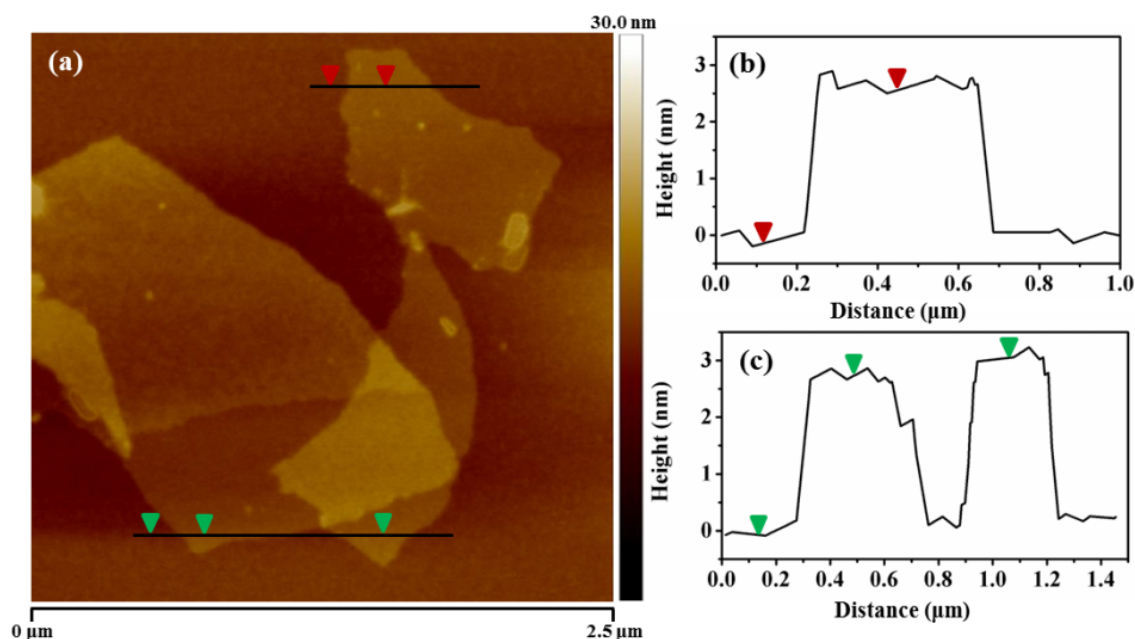 30.0 nm
(a)
0 µm
2.5 µm
(b)
3
2
1
0
Height (nm)
0.0 0.2 0.4 0.6 0.8 1.0
Distance (µm)
(c)
3
2
1
0
Height (nm)
0.0 0.2 0.4 0.6 0.8 1.0 1.2 1.4
Distance (µm)